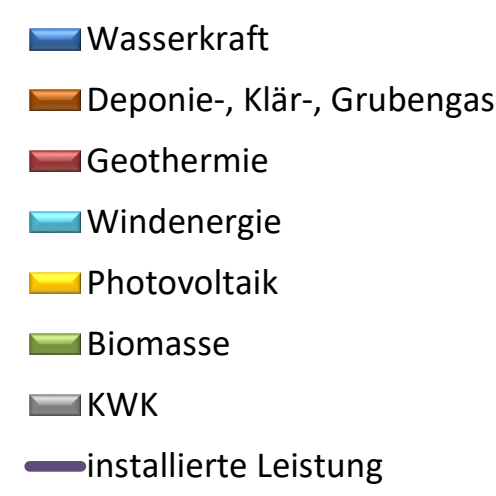 Wasserkraft
Deponie-, Klär-, Grubengas
Geothermie
Windenergie
Photovoltaik
Biomasse
KWK
installierte Leistung